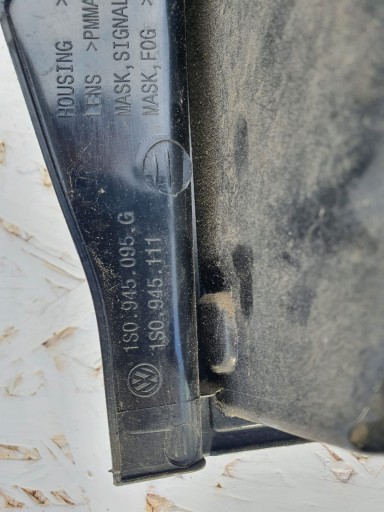 HOUSING >
LENS >PMMA
MASK,SIGNAL
MASK,FOG >
1S0.945.095.G
1S0.945.111